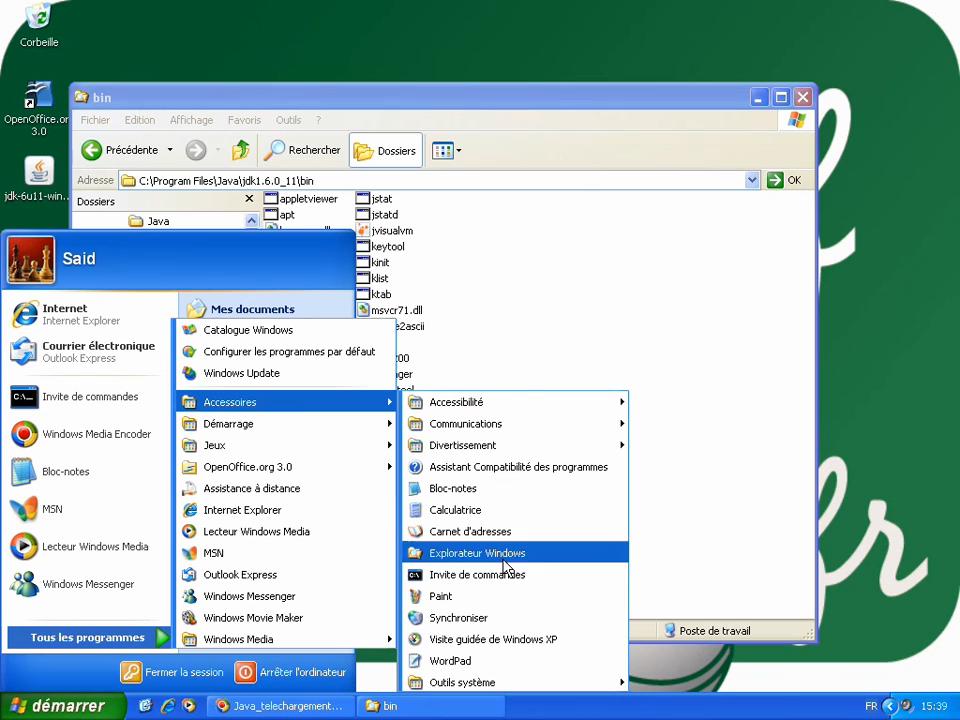 Corbeille
OpenOffice.org
3.0
jdk-6u11-win...
bin
Fichier Edition Affichage Favoris Outils ?
Précédente Rechercher Dossiers
Adresse C:\Program Files\Java\jdk1.6.0_11\bin OK
Dossiers
Java
appletviewer
apt
jstat
jstatd
jvisualvm
keytool
kinit
klist
ktab
msvcr71.dll
e2ascii
Said
Internet
Internet Explorer
Courrier électronique
Outlook Express
Invite de commandes
Windows Media Encoder
Bloc-notes
MSN
Lecteur Windows Media
Windows Messenger
Tous les programmes
Mes documents
Catalogue Windows
Configurer les programmes par défaut
Windows Update
Accessoires
Démarrage
Jeux
OpenOffice.org 3.0
Assistance à distance
Internet Explorer
Lecteur Windows Media
MSN
Outlook Express
Windows Messenger
Windows Movie Maker
Windows Media
Accessibilité
Communications
Divertissement
Assistant Compatibilité des programmes
Bloc-notes
Calculatrice
Carnet d'adresses
Explorateur Windows
Invite de commandes
Paint
Synchroniser
Visite guidée de Windows XP
WordPad
Outils système
Poste de travail
Fermer la session Arrêter l'ordinateur
démarrer Java_telechargement... bin FR 15:39